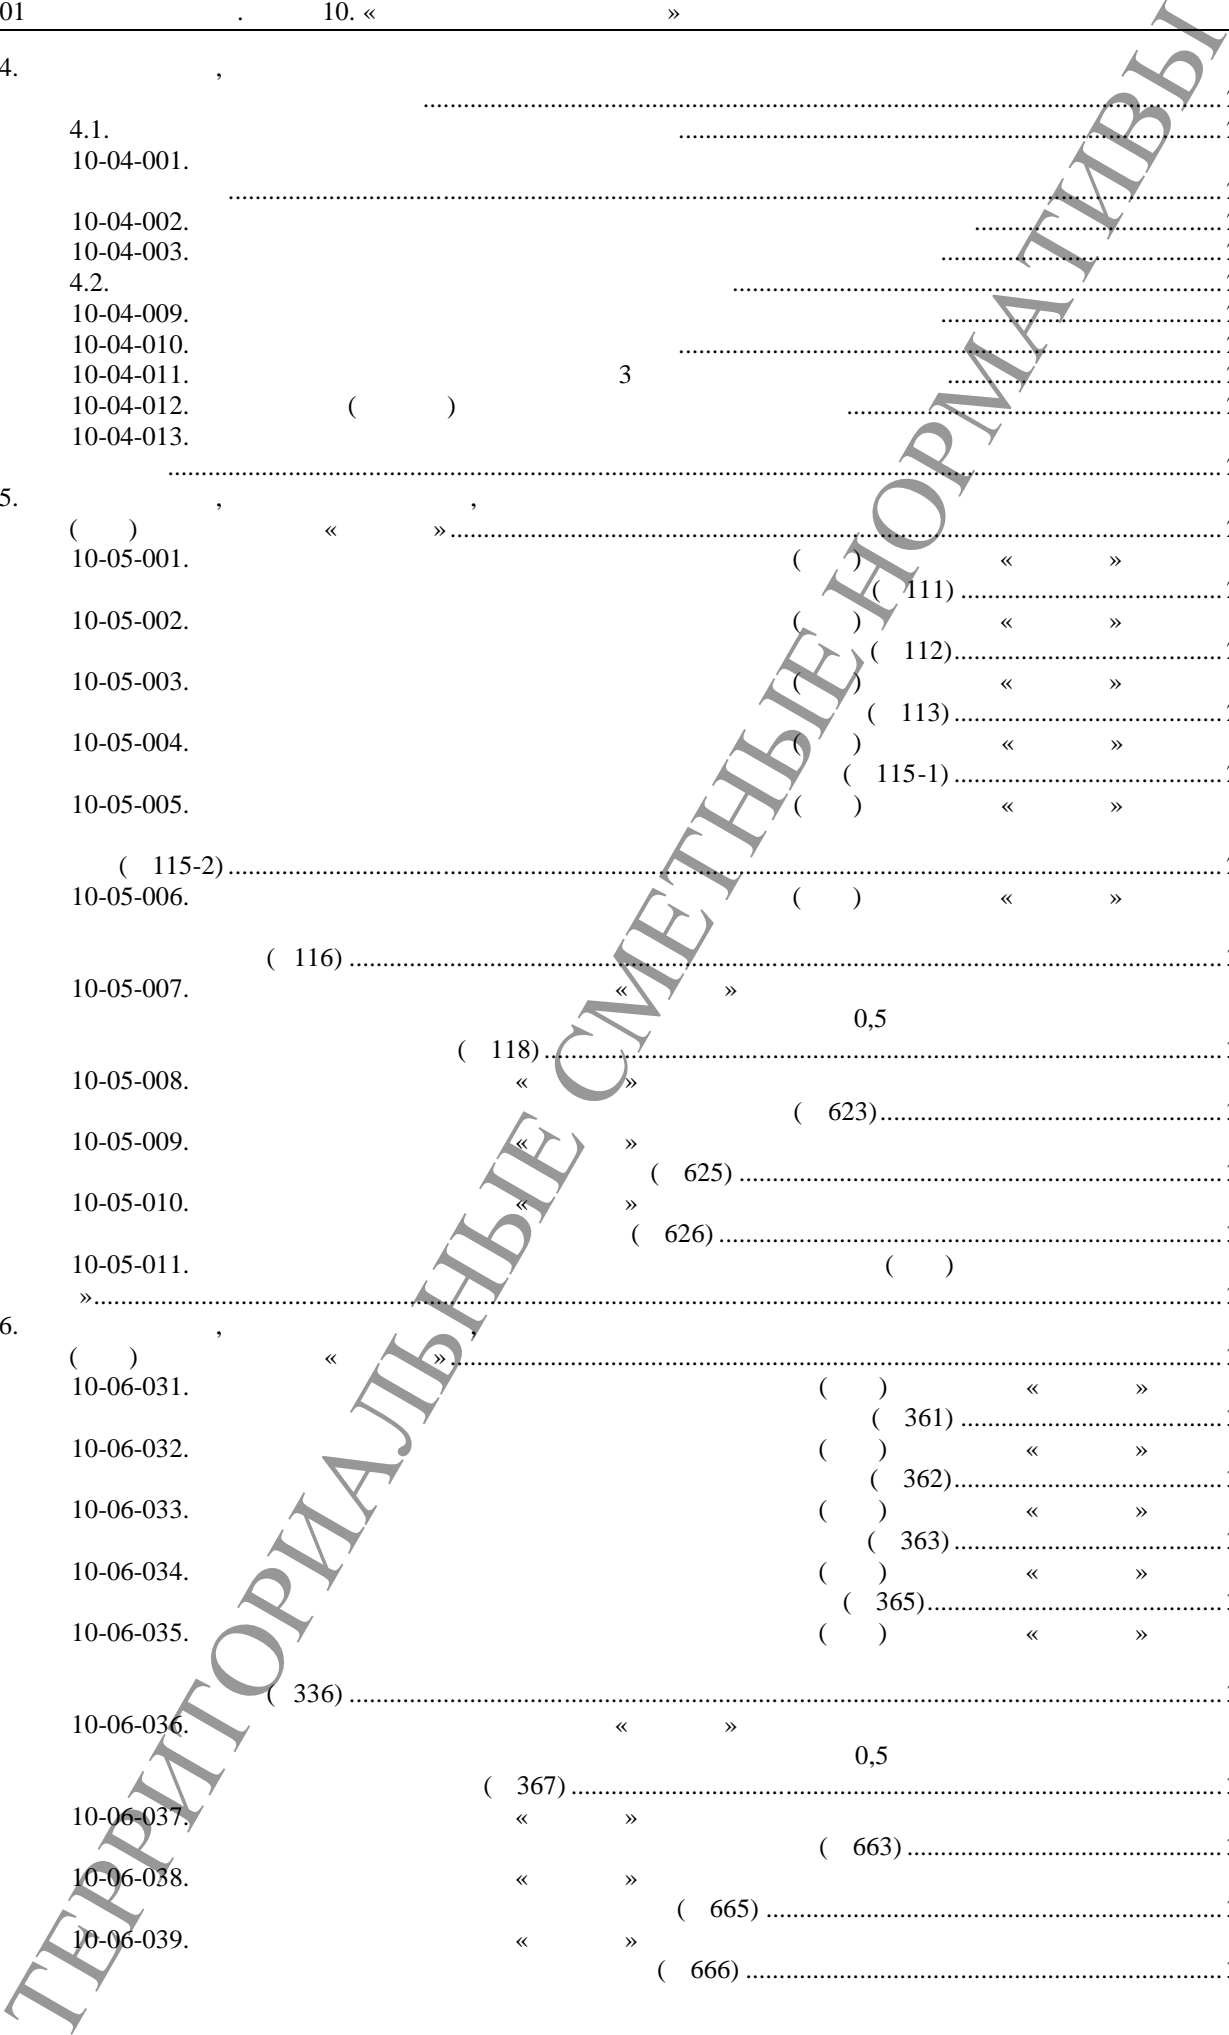 01 . 10. « »
4. ,
....................
4.1. ....................
10-04-001.
....................
10-04-002. ....................
10-04-003. ....................
4.2. ....................
10-04-009. ....................
10-04-010. ....................
10-04-011. 3 ....................
10-04-012. ( ) ....................
10-04-013.
....................
5. , ,
( ) « » ....................
10-05-001. ( ) « »
( 111) ....................
10-05-002. ( ) « »
( 112) ....................
10-05-003. ( ) « »
( 113) ....................
10-05-004. ( ) « »
( 115-1) ....................
10-05-005. ( ) « »
( 115-2) ....................
10-05-006. ( ) « »
( 116) ....................
10-05-007. « »
0,5
( 118) ....................
10-05-008. « »
( 623) ....................
10-05-009. « »
( 625) ....................
10-05-010. « »
( 626) ....................
10-05-011. ( )
» ....................
6. , ,
( ) « » ....................
10-06-031. ( ) « »
( 361) ....................
10-06-032. ( ) « »
( 362) ....................
10-06-033. ( ) « »
( 363) ....................
10-06-034. ( ) « »
( 365) ....................
10-06-035. ( ) « »
( 336) ....................
10-06-036. « »
0,5
( 367) ....................
10-06-037. « »
( 663) ....................
10-06-038. « »
( 665) ....................
10-06-039. « »
( 666) ....................
ТЕРРИТОРИАЛЬНЫЕ СМЕТНЫЕ НОРМАТИВЫ